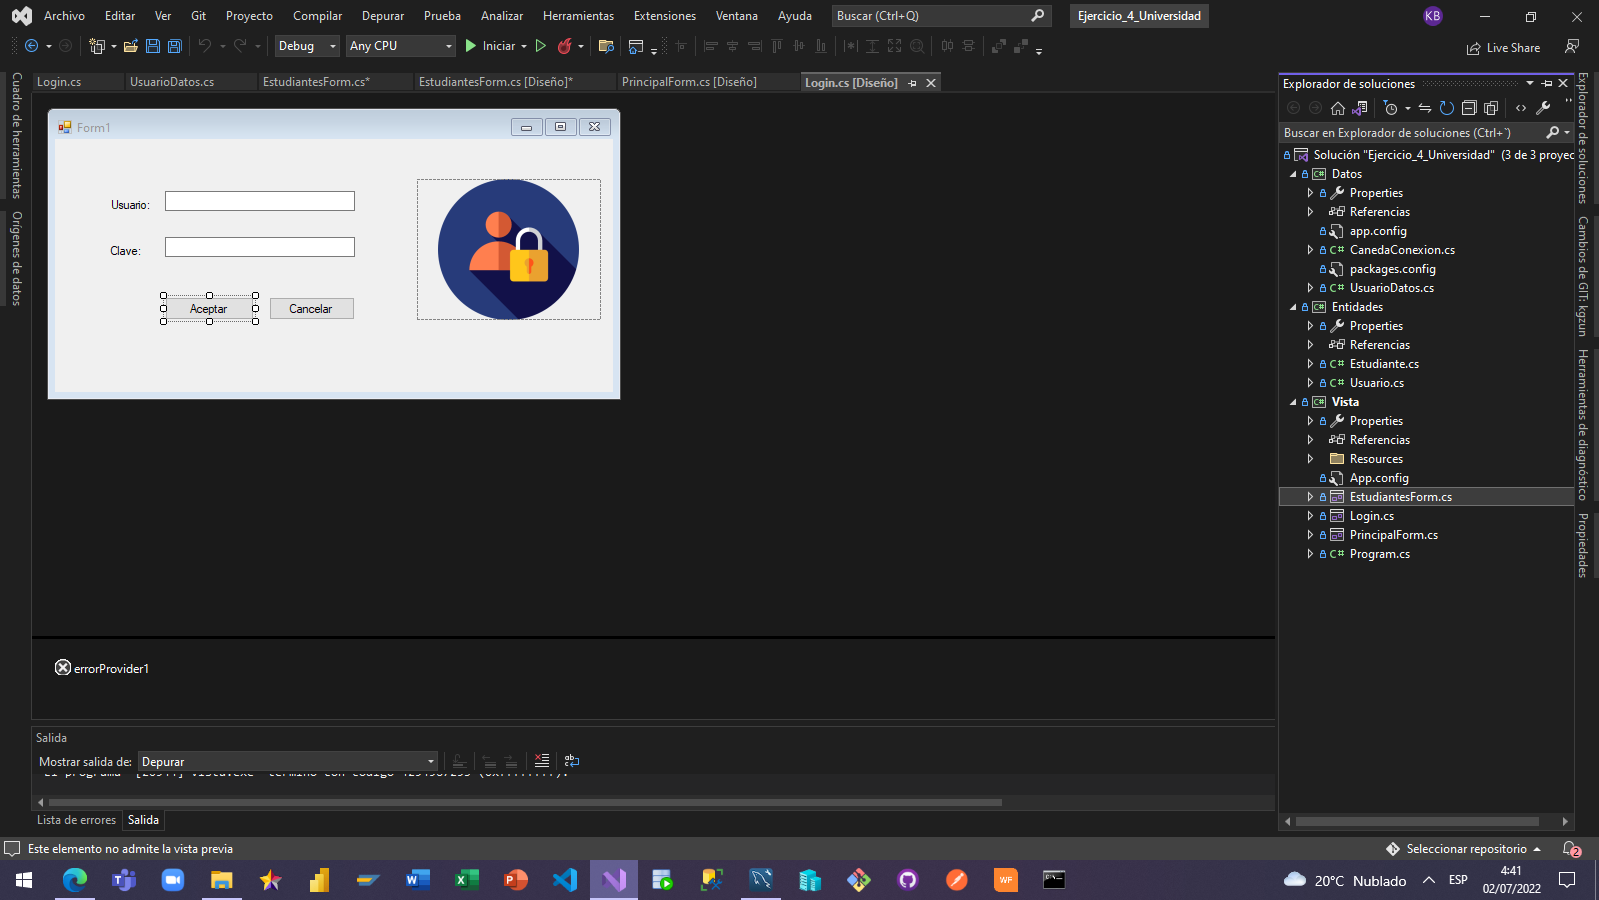 Archivo Editar Ver Git Proyecto Compilar Depurar Prueba Analizar Herramientas Extensiones Ventana Ayuda Buscar (Ctrl+Q) Ejercicio_4_Universidad KB
Debug Any CPU Iniciar Live Share
Login.cs UsuarioDatos.cs EstudiantesForm.cs* EstudiantesForm.cs [Diseño]* PrincipalForm.cs [Diseño] Login.cs [Diseño]
Cuadro de herramientas
Orígenes de datos
Form1
Usuario:
Clave:
Aceptar Cancelar
errorProvider1
Salida
Mostrar salida de: Depurar
Lista de errores Salida
Explorador de soluciones
Buscar en Explorador de soluciones (Ctrl+`)
Solución "Ejercicio_4_Universidad" (3 de 3 proyec
C# Datos
Properties
Referencias
app.config
C# CanedaConexion.cs
packages.config
C# UsuarioDatos.cs
C# Entidades
Properties
Referencias
C# Estudiante.cs
C# Usuario.cs
C# Vista
Properties
Referencias
Resources
App.config
EstudiantesForm.cs
Login.cs
PrincipalForm.cs
C# Program.cs
Explorador de soluciones
Cambios de GIT: kgzun
Herramientas de diagnóstico
Propiedades
Este elemento no admite la vista previa Seleccionar repositorio 2
WF 20°C Nublado ESP 4:41
02/07/2022